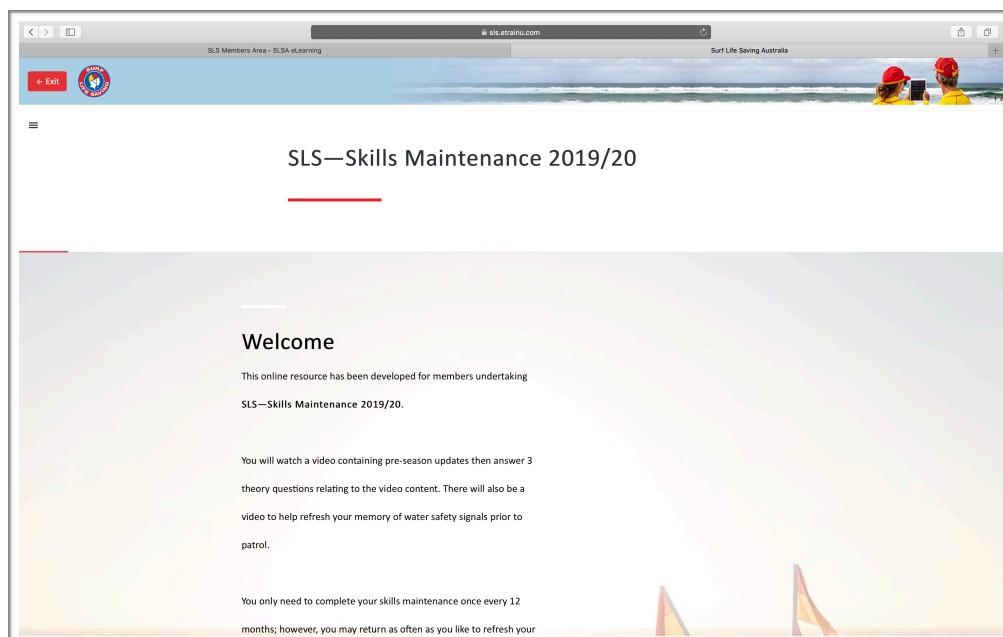 sls.etrainu.com
SLS Members Area - SLSA eLearning
Surf Life Saving Australia
← Exit
SURF
LIFE SAVING
SLS—Skills Maintenance 2019/20
Welcome
This online resource has been developed for members undertaking
SLS—Skills Maintenance 2019/20.
You will watch a video containing pre-season updates then answer 3
theory questions relating to the video content. There will also be a
video to help refresh your memory of water safety signals prior to
patrol.
You only need to complete your skills maintenance once every 12
months; however, you may return as often as you like to refresh your